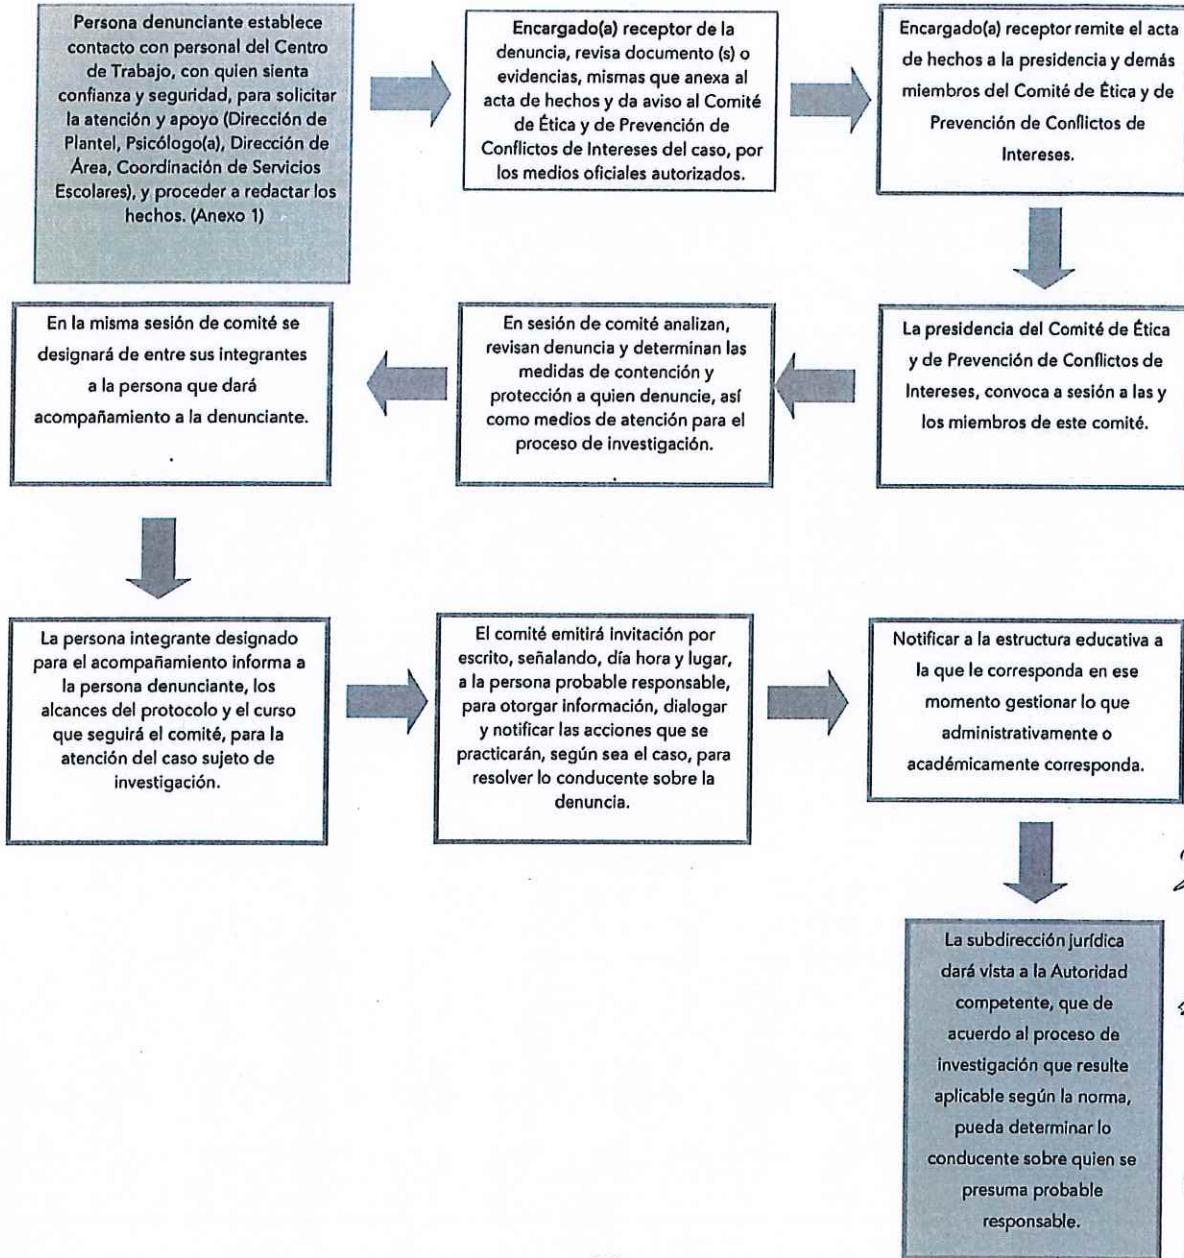 Persona denunciante establece
contacto con personal del Centro
de Trabajo, con quien sienta
confianza y seguridad, para solicitar
la atención y apoyo (Dirección de
Plantel, Psicólogo(a), Dirección de
Área, Coordinación de Servicios
Escolares), y proceder a redactar los
hechos. (Anexo 1)
Encargado(a) receptor de la
denuncia, revisa documento (s) o
evidencias, mismas que anexa al
acta de hechos y da aviso al Comité
de Ética y de Prevención de
Conflictos de Intereses del caso, por
los medios oficiales autorizados.
Encargado(a) receptor remite el acta
de hechos a la presidencia y demás
miembros del Comité de Ética y de
Prevención de Conflictos de
Intereses.
La presidencia del Comité de Ética
y de Prevención de Conflictos de
Intereses, convoca a sesión a las y
los miembros de este comité.
En sesión de comité analizan,
revisan denuncia y determinan las
medidas de contención y
protección a quien denuncie, así
como medios de atención para el
proceso de investigación.
En la misma sesión de comité se
designará de entre sus integrantes
a la persona que dará
acompañamiento a la denunciante.
La persona integrante designado
para el acompañamiento informa a
la persona denunciante, los
alcances del protocolo y el curso
que seguirá el comité, para la
atención del caso sujeto de
investigación.
El comité emitirá invitación por
escrito, señalando, día hora y lugar,
a la persona probable responsable,
para otorgar información, dialogar
y notificar las acciones que se
practicarán, según sea el caso, para
resolver lo conducente sobre la
denuncia.
Notificar a la estructura educativa a
la que le corresponda en ese
momento gestionar lo que
administrativamente o
académicamente corresponda.
La subdirección jurídica
dará vista a la Autoridad
competente, que de
acuerdo al proceso de
investigación que resulte
aplicable según la norma,
pueda determinar lo
conducente sobre quien se
presuma probable
responsable.